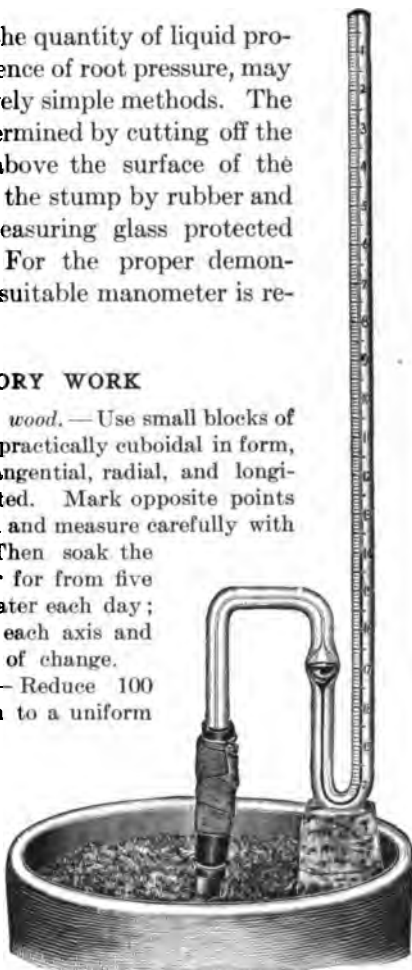 he quantity of liquid pro-
ence of root pressure, may
vely simple methods. The
ermined by cutting off the
above the surface of the
the stump by rubber and
easuring glass protected
For the proper demon-
suitable manometer is re-
ORY WORK
wood. — Use small blocks of
practically cuboidal in form,
angential, radial, and longi-
ted. Mark opposite points
and measure carefully with
Then soak the
r for from five
ater each day;
each axis and
of change.
— Reduce 100
to a uniform